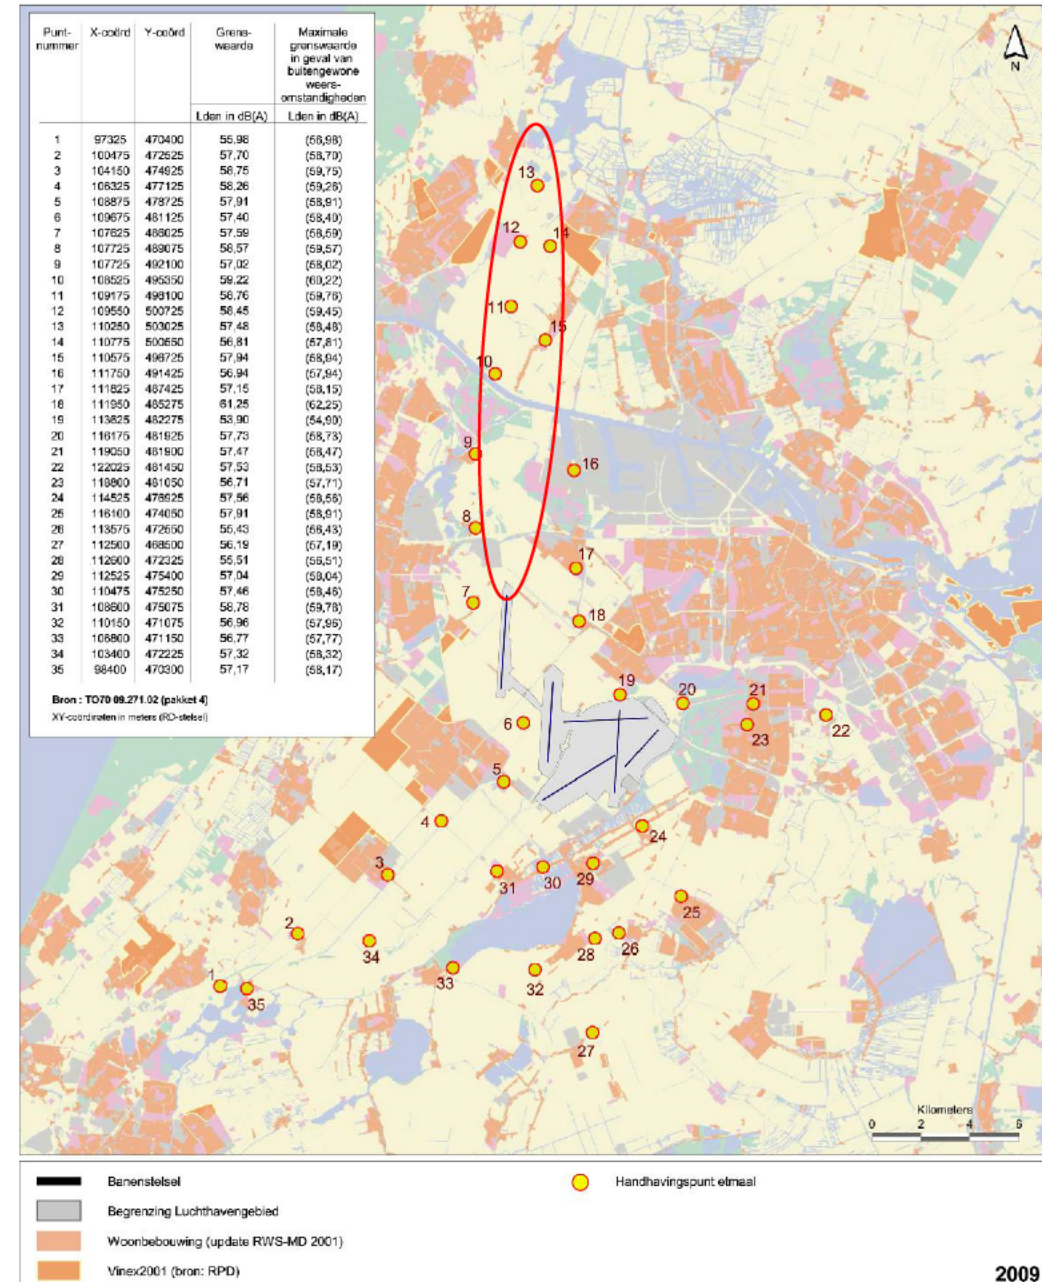 Punt- X-coörd Y-coörd Grens- Maximale
nummer waarde grenswaarde
in geval van
buitengewone
weers-
omstandigheden
Lden in dB(A) Lden in dB(A)
1 97325 470400 55,98 (56,98)
2 100475 472525 57,70 (58,70)
3 104150 474925 58,75 (59,75)
4 106325 477125 58,26 (59,26)
5 108875 478725 57,91 (58,91)
6 109675 481125 57,40 (58,40)
7 107625 486025 57,59 (58,59)
8 107725 489075 58,57 (59,57)
9 107725 492100 57,02 (58,02)
10 108525 495350 59,22 (60,22)
11 109175 498100 58,76 (59,76)
12 109550 500725 58,45 (59,45)
13 110250 503025 57,48 (58,48)
14 110775 500550 56,81 (57,81)
15 110575 496725 57,94 (58,94)
16 111750 491425 56,94 (57,94)
17 111825 487425 57,15 (58,15)
18 111950 485275 61,25 (62,25)
19 113625 482275 53,90 (54,90)
20 116175 481925 57,73 (58,73)
21 119050 481900 57,47 (58,47)
22 122025 481450 57,53 (58,53)
23 118800 481050 56,71 (57,71)
24 114525 476925 57,56 (58,56)
25 116100 474050 57,91 (58,91)
26 113575 472550 55,43 (56,43)
27 112500 468500 56,19 (57,19)
28 112600 472325 55,51 (56,51)
29 112525 475400 57,04 (58,04)
30 110475 475250 57,46 (58,46)
31 108600 475075 58,78 (59,78)
32 110150 471075 56,96 (57,96)
33 106800 471150 56,77 (57,77)
34 103400 472225 57,32 (58,32)
35 98400 470300 57,17 (58,17)
Bron : TO70 09.271.02 (pakket 4)
XY-coördinaten in meters (RD-stelsel)
N
13
12
14
11
15
10
9
16
8
17
7
18
19
20
21
6
22
23
5
4
24
3
31
30
29
25
2
34
28
26
1
35
33
32
27
Kilometers
0 2 4 6
Banenstelsel
Handhavingspunt etmaal
Begrenzing Luchthavengebied
Woonbebouwing (update RWS-MD 2001)
Vinex2001 (bron: RPD)
2009